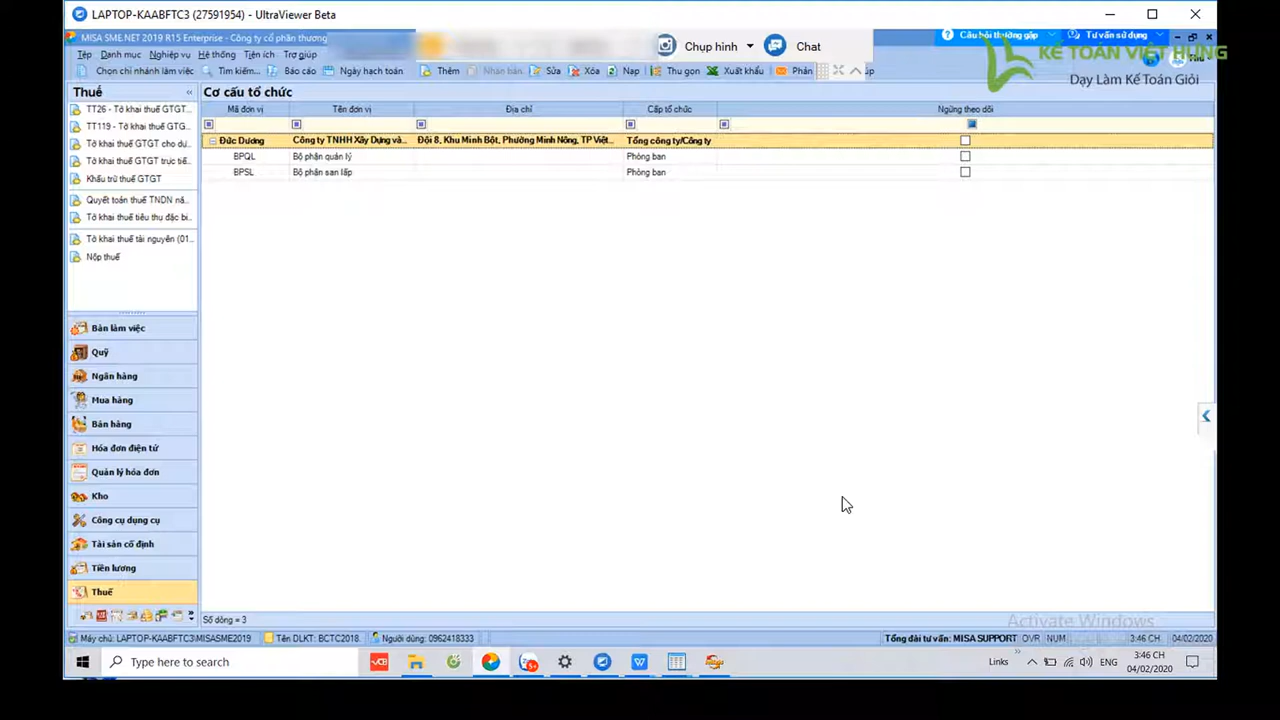 LAPTOP-KAABFTC3 (27591954) - UltraViewer Beta
MISA SME.NET 2019 R15 Enterprise - Công ty cổ phần thương
Câu hỏi thường gặp
Tư vấn sử dụng
Tệp Danh mục Nghiệp vụ Hệ thống Tiện ích Trợ giúp
Chụp hình
Chat
KẾ TOÁN VIỆT HƯNG
Dạy Làm Kế Toán Giỏi
Chọn chi nhánh làm việc Tìm kiếm... Báo cáo Ngày hạch toán Thêm Nhân bản Sửa Xóa Nạp Thu gọn Xuất khẩu Phản
Thuế «
Cơ cấu tổ chức
Mã đơn vị Tên đơn vị Địa chỉ Cấp tổ chức Ngừng theo dõi
Đức Dương Công ty TNHH Xây Dựng và... Đội 8, Khu Minh Bột, Phường Minh Nông, TP Việt... Tổng công ty/Công ty
BPQL Bộ phận quản lý Phòng ban
BPSL Bộ phận san lấp Phòng ban
TT26 - Tờ khai thuế GTGT...
TT119 - Tờ khai thuế GTG...
Tờ khai thuế GTGT cho dự...
Tờ khai thuế GTGT trực tiế...
Khấu trừ thuế GTGT
Quyết toán thuế TNDN nă...
Tờ khai thuế tiêu thụ đặc bi...
Tờ khai thuế tài nguyên (01...
Nộp thuế
Bàn làm việc
Quỹ
Ngân hàng
Mua hàng
Bán hàng
Hóa đơn điện tử
Quản lý hóa đơn
Kho
Công cụ dụng cụ
Tài sản cố định
Tiền lương
Thuế
Số dòng = 3
Activate Windows
Máy chủ: LAPTOP-KAABFTC3\MISASME2019 Tên DLKT: BCTC2018 Người dùng: 0962418333 Tổng đài tư vấn: MISA SUPPORT OVR NUM 3:46 CH 04/02/2020
Type here to search
Links
ENG
3:46 CH
04/02/2020